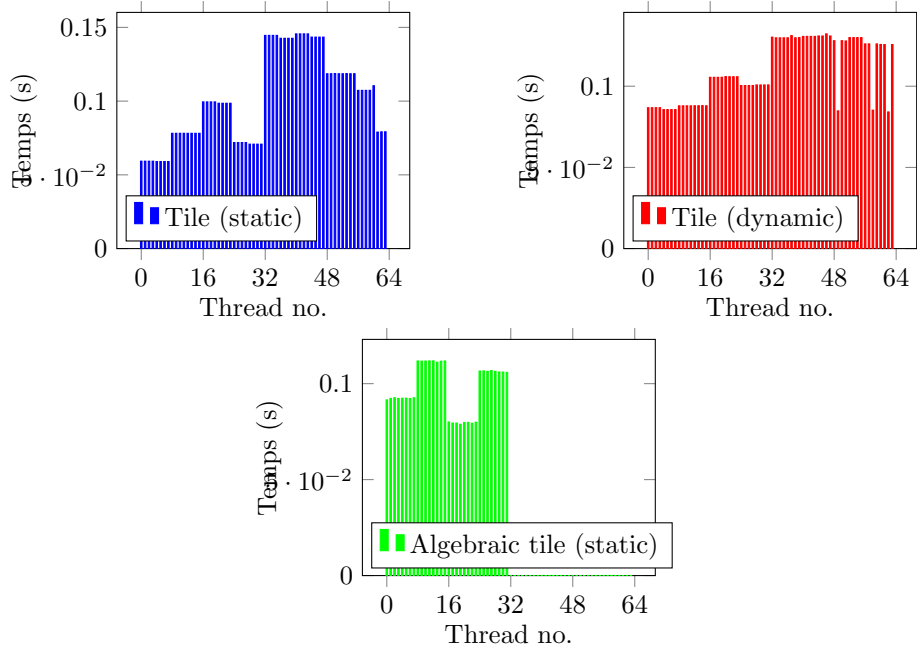 0.15
0.1
5 · 10⁻²
0
Temps (s)
Tile (static)
0 16 32 48 64
Thread no.
0.1
5 · 10⁻²
0
Temps (s)
Tile (dynamic)
0 16 32 48 64
Thread no.
0.1
5 · 10⁻²
0
Temps (s)
Algebraic tile (static)
0 16 32 48 64
Thread no.